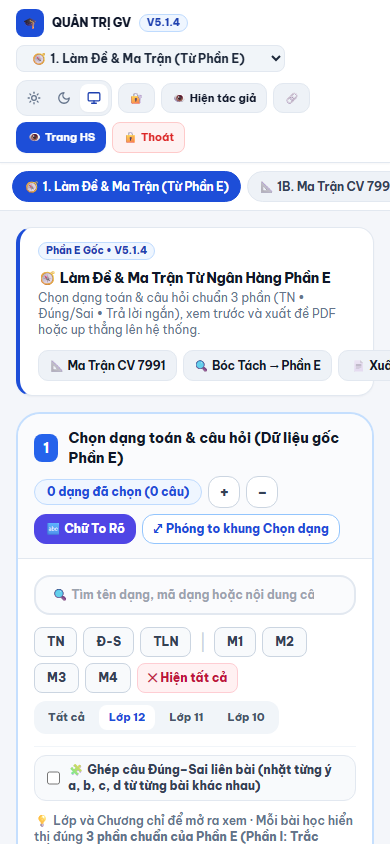 QUẢN TRỊ GV V5.1.4
1. Làm Đề & Ma Trận (Từ Phần E)
Hiện tác giả
Trang HS Thoát
1. Làm Đề & Ma Trận (Từ Phần E) 1B. Ma Trận CV 799
Phần E Gốc • V5.1.4
Làm Đề & Ma Trận Từ Ngân Hàng Phần E
Chọn dạng toán & câu hỏi chuẩn 3 phần (TN •
Đúng/Sai • Trả lời ngắn), xem trước và xuất đề PDF
hoặc up thẳng lên hệ thống.
Ma Trận CV 7991 Bóc Tách → Phần E Xuấ
1 Chọn dạng toán & câu hỏi (Dữ liệu gốc
Phần E)
0 dạng đã chọn (0 câu) + −
Chữ To Rõ Phóng to khung Chọn dạng
Tìm tên dạng, mã dạng hoặc nội dung câ
TN Đ-S TLN M1 M2
M3 M4 Hiện tất cả
Tất cả Lớp 12 Lớp 11 Lớp 10
Ghép câu Đúng–Sai liên bài (nhặt từng ý
a, b, c, d từ từng bài khác nhau)
Lớp và Chương chỉ để mở ra xem · Mỗi bài học hiển
thị đúng 3 phần chuẩn của Phần E (Phần I: Trắc